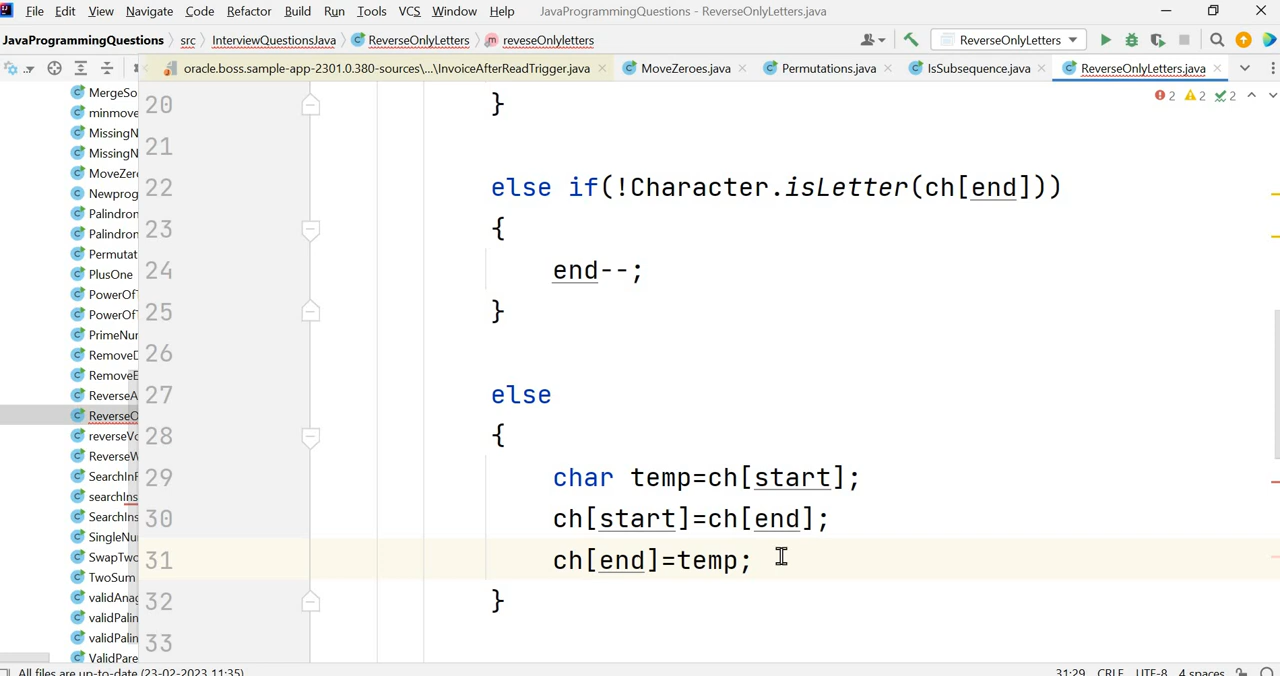 File Edit View Navigate Code Refactor Build Run Tools VCS Window Help JavaProgrammingQuestions - ReverseOnlyLetters.java
JavaProgrammingQuestions src InterviewQuestionsJava ReverseOnlyLetters reveseOnlyletters ReverseOnlyLetters
oracle.boss.sample-app-2301.0.380-sources\...\InvoiceAfterReadTrigger.java MoveZeroes.java Permutations.java IsSubsequence.java ReverseOnlyLetters.java
2 2 2
MergeSo
minmove
MissingN
MissingN
MoveZer
Newprog
Palindron
Palindron
Permutat
PlusOne
PowerOf
PowerOf
PrimeNu
RemoveD
RemoveE
ReverseA
ReverseO
reverseVo
ReverseW
SearchInF
searchIns
SearchIns
SingleNu
SwapTwo
TwoSum
validAnag
validPalin
validPalin
ValidPare
20 }
21
22 else if(!Character.isLetter(ch[end]))
23 {
24 end--;
25 }
26
27 else
28 {
29 char temp=ch[start];
30 ch[start]=ch[end];
31 ch[end]=temp;
32 }
33
All files are up-to-date (23-02-2023 11:35) 31:29 CRLF UTF-8 4 spaces